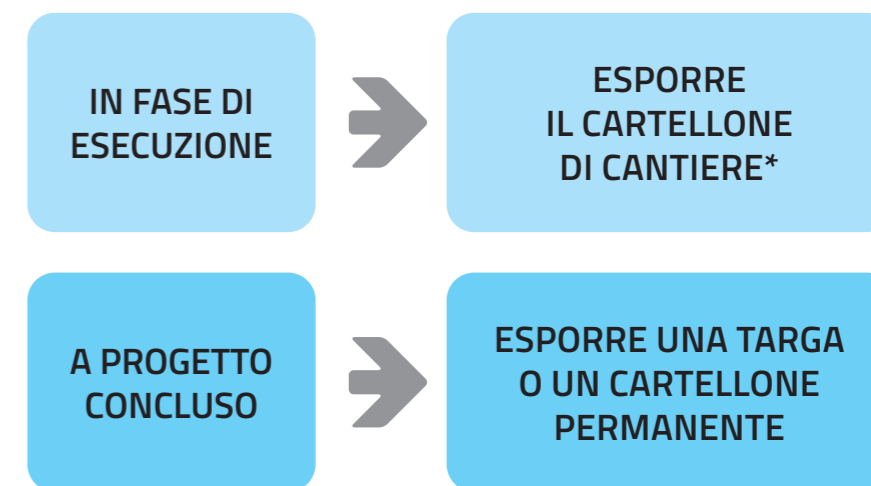 IN FASE DI
ESECUZIONE
ESPORRE
IL CARTELLONE
DI CANTIERE*
A PROGETTO
CONCLUSO
ESPORRE UNA TARGA
O UN CARTELLONE
PERMANENTE